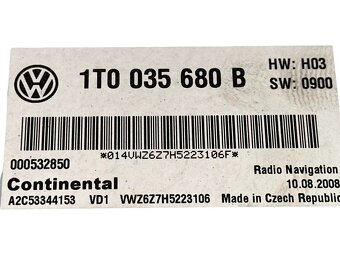 1T0 035 680 B
HW: H03
SW: 0900
*014VWZ6Z7H5223106F*
000532850
Radio Navigation
Continental
10.08.2008
A2C53344153 VD1 VWZ6Z7H5223106 Made in Czech Republic